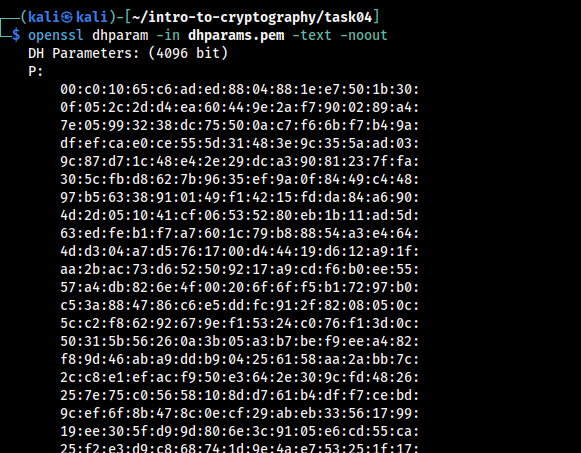 (kali㉿kali)-[~/intro-to-cryptography/task04]
$ openssl dhparam -in dhparams.pem -text -noout
DH Parameters: (4096 bit)
P:
00:c0:10:65:c6:ad:ed:88:04:88:1e:e7:50:1b:30:
0f:05:2c:2d:d4:ea:60:44:9e:2a:f7:90:02:89:a4:
7e:05:99:32:38:dc:75:50:0a:c7:f6:6b:f7:b4:9a:
df:ef:ca:e0:ce:55:5d:31:48:3e:9c:35:5a:ad:03:
9c:87:d7:1c:48:e4:2e:29:dc:a3:90:81:23:7f:fa:
30:5c:fb:d8:62:7b:96:35:ef:9a:0f:84:49:c4:48:
97:b5:63:38:91:01:49:f1:42:15:fd:da:84:a6:90:
4d:2d:05:10:41:cf:06:53:52:80:eb:1b:11:ad:5d:
63:ed:fe:b1:f7:a7:60:1c:79:b8:88:54:a3:e4:64:
4d:d3:04:a7:d5:76:17:00:d4:44:19:d6:12:a9:1f:
aa:2b:ac:73:d6:52:50:92:17:a9:cd:f6:b0:ee:55:
57:a4:db:82:6e:4f:00:20:6f:6f:f5:b1:72:97:b0:
c5:3a:88:47:86:c6:e5:dd:fc:91:2f:82:08:05:0c:
5c:c2:f8:62:92:67:9e:f1:53:24:c0:76:f1:3d:0c:
50:31:5b:56:26:0a:3b:05:a3:b7:be:f9:ee:a4:82:
f8:9d:46:ab:a9:dd:b9:04:25:61:58:aa:2a:bb:7c:
2c:c8:e1:ef:ac:f9:50:e3:64:2e:30:9c:fd:48:26:
25:7e:75:c0:56:58:10:8d:d7:61:b4:df:f7:ce:bd:
9c:ef:6f:8b:47:8c:0e:cf:29:ab:eb:33:56:17:99:
19:ee:30:5f:d9:9d:80:6e:3c:91:05:e6:cd:55:ca:
25:f2:e3:d9:c8:68:74:1d:9e:4a:e7:53:25:1f:17: